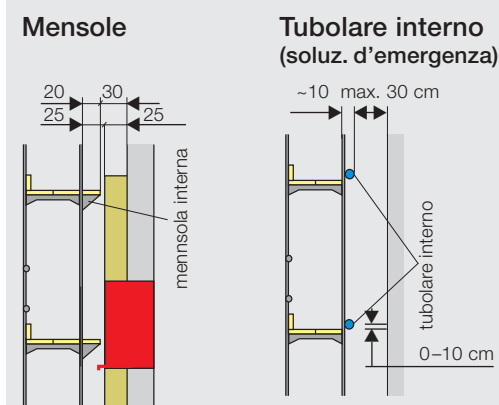 Mensole
20 30
25 25
mennsola interna
Tubolare interno
(soluz. d'emergenza)
~10 max. 30 cm
tubolare interno
0–10 cm